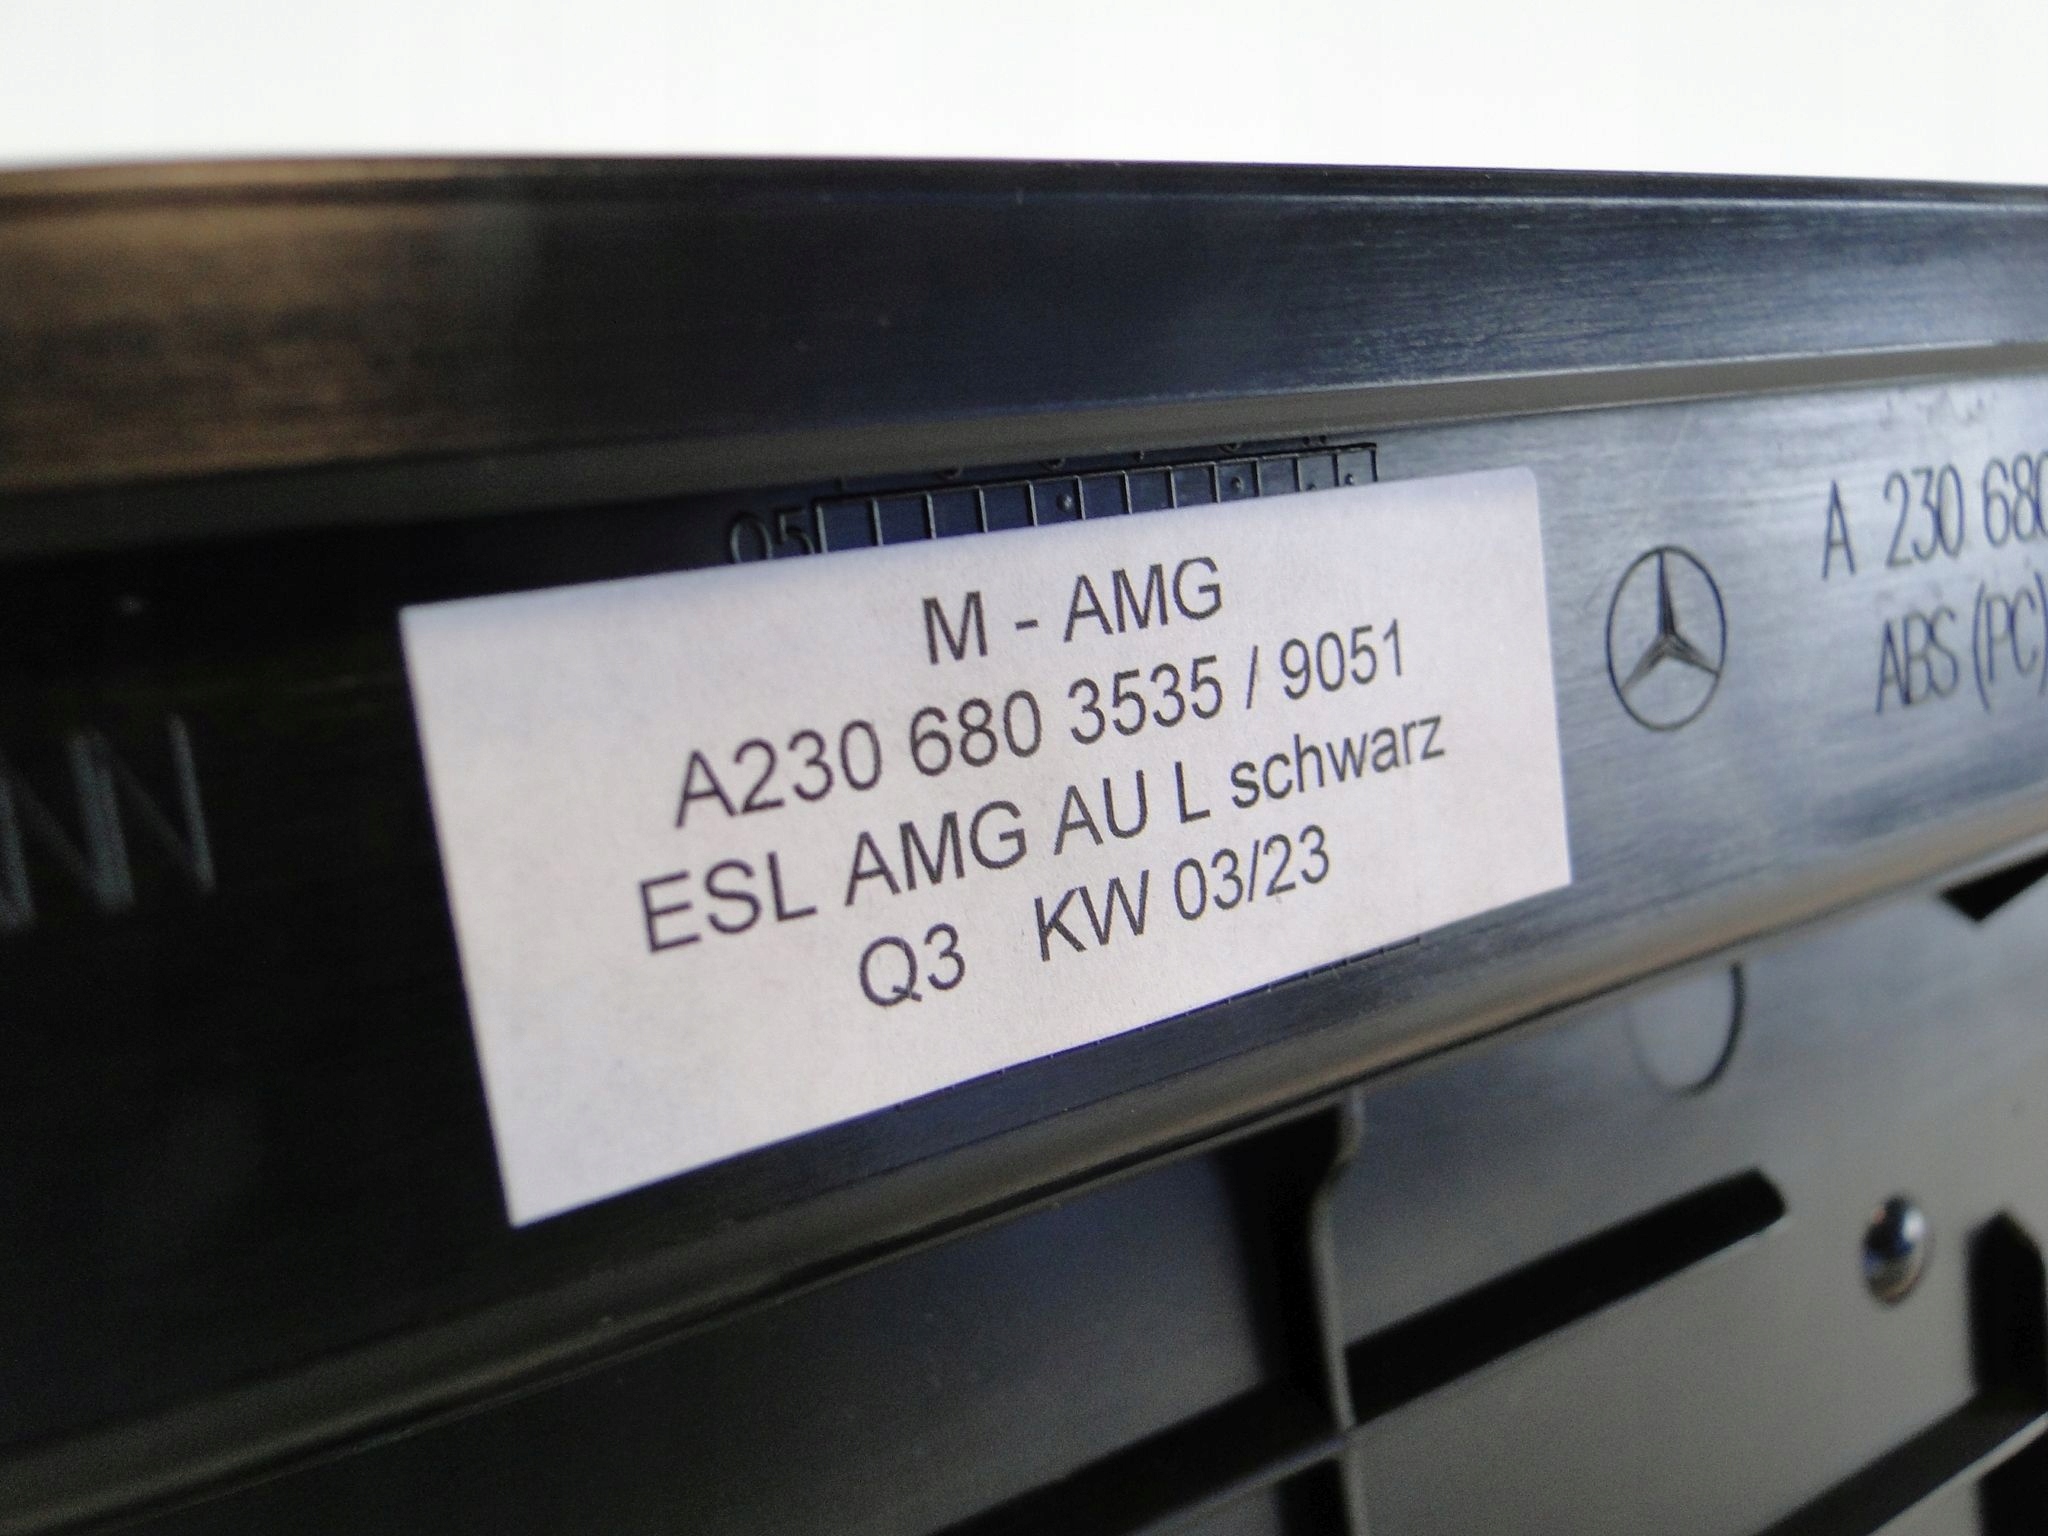 M - AMG
A230 680 3535 / 9051
ESL AMG AU L schwarz
Q3 KW 03/23
A 230 680
ABS (PC)